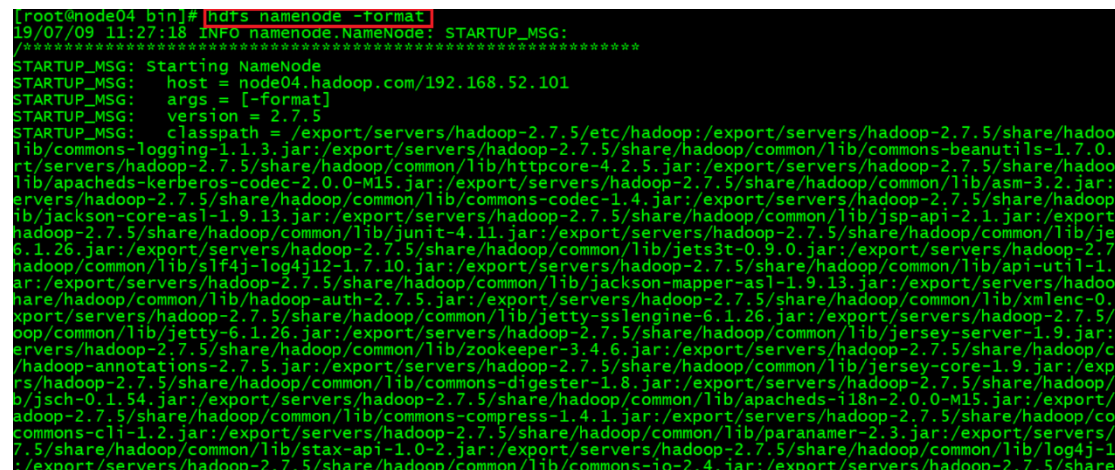 [root@node04 bin]# hdfs namenode -format
19/07/09 11:27:18 INFO namenode.NameNode: STARTUP_MSG:
/************************************************************
STARTUP_MSG: Starting NameNode
STARTUP_MSG:   host = node04.hadoop.com/192.168.52.101
STARTUP_MSG:   args = [-format]
STARTUP_MSG:   version = 2.7.5
STARTUP_MSG:   classpath = /export/servers/hadoop-2.7.5/etc/hadoop:/export/servers/hadoop-2.7.5/share/hadoo
lib/commons-logging-1.1.3.jar:/export/servers/hadoop-2.7.5/share/hadoop/common/lib/commons-beanutils-1.7.0.
rt/servers/hadoop-2.7.5/share/hadoop/common/lib/httpcore-4.2.5.jar:/export/servers/hadoop-2.7.5/share/hadoo
lib/apacheds-kerberos-codec-2.0.0-M15.jar:/export/servers/hadoop-2.7.5/share/hadoop/common/lib/asm-3.2.jar:
ervers/hadoop-2.7.5/share/hadoop/common/lib/commons-codec-1.4.jar:/export/servers/hadoop-2.7.5/share/hadoop
ib/jackson-core-asl-1.9.13.jar:/export/servers/hadoop-2.7.5/share/hadoop/common/lib/jsp-api-2.1.jar:/export
hadoop-2.7.5/share/hadoop/common/lib/junit-4.11.jar:/export/servers/hadoop-2.7.5/share/hadoop/common/lib/je
6.1.26.jar:/export/servers/hadoop-2.7.5/share/hadoop/common/lib/jets3t-0.9.0.jar:/export/servers/hadoop-2.7
hadoop/common/lib/slf4j-log4j12-1.7.10.jar:/export/servers/hadoop-2.7.5/share/hadoop/common/lib/api-util-1.
ar:/export/servers/hadoop-2.7.5/share/hadoop/common/lib/jackson-mapper-asl-1.9.13.jar:/export/servers/hadoo
hare/hadoop/common/lib/hadoop-auth-2.7.5.jar:/export/servers/hadoop-2.7.5/share/hadoop/common/lib/xmlenc-0.
xport/servers/hadoop-2.7.5/share/hadoop/common/lib/jetty-sslengine-6.1.26.jar:/export/servers/hadoop-2.7.5/
oop/common/lib/jetty-6.1.26.jar:/export/servers/hadoop-2.7.5/share/hadoop/common/lib/jersey-server-1.9.jar:
ervers/hadoop-2.7.5/share/hadoop/common/lib/zookeeper-3.4.6.jar:/export/servers/hadoop-2.7.5/share/hadoop/c
/hadoop-annotations-2.7.5.jar:/export/servers/hadoop-2.7.5/share/hadoop/common/lib/jersey-core-1.9.jar:/exp
rs/hadoop-2.7.5/share/hadoop/common/lib/commons-digester-1.8.jar:/export/servers/hadoop-2.7.5/share/hadoop/
b/jsch-0.1.54.jar:/export/servers/hadoop-2.7.5/share/hadoop/common/lib/apacheds-i18n-2.0.0-M15.jar:/export/
adoop-2.7.5/share/hadoop/common/lib/commons-compress-1.4.1.jar:/export/servers/hadoop-2.7.5/share/hadoop/co
commons-cli-1.2.jar:/export/servers/hadoop-2.7.5/share/hadoop/common/lib/paranamer-2.3.jar:/export/servers/
7.5/share/hadoop/common/lib/stax-api-1.0-2.jar:/export/servers/hadoop-2.7.5/share/hadoop/common/lib/log4j-1
:/export/servers/hadoop-2.7.5/share/hadoop/common/lib/commons-io-2.4.jar:/export/servers/hadoop-2.7.5/share